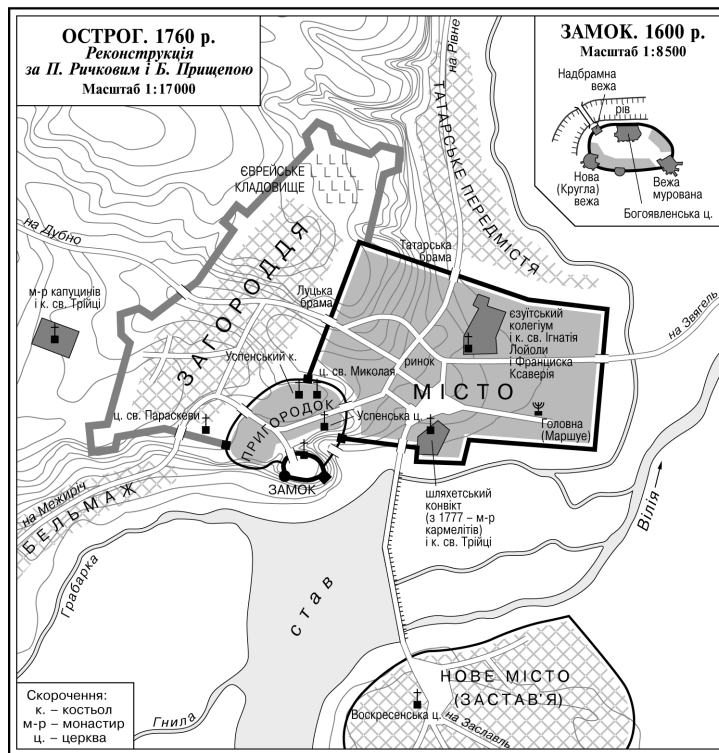 ОСТРОГ. 1760 р.
Реконструкція
за П. Ричковим і Б. Прищепою
Масштаб 1:17000
ЗАМОК. 1600 р.
Масштаб 1:8500
Надбрамна
вежа
рів
Нова
(Кругла)
вежа
Вежа
мурована
Богоявленська ц.
на Рівне
ТАТАРСЬКЕ ПЕРЕДМІСТЯ
ЄВРЕЙСЬКЕ
КЛАДОВИЩЕ
на Дубно
ЗАГОРОДДЯ
Татарська
брама
м-р капуцинів
і к. св. Трійці
Луцька
брама
єзуїтський
колегіум
і к. св. Ігнатія
Лойоли
і Франциска
Ксаверія
на Звягель
Успенський к.
ц. св. Миколая
ринок
МІСТО
ц. св. Параскеви
ПРИГОРОДОК
Успенська ц.
Головна
(Маршуе)
ЗАМОК
на Межиріч
БЕЛЬМАЖ
шляхетський
конвікт
(з 1777 – м-р
кармелітів)
і к. св. Трійці
Вілія
Грабарка
став
НОВЕ МІСТО
(ЗАСТАВ'Я)
Воскресенська ц.
на Заславль
Гнила
Скорочення:
к. – костьол
м-р – монастир
ц. – церква